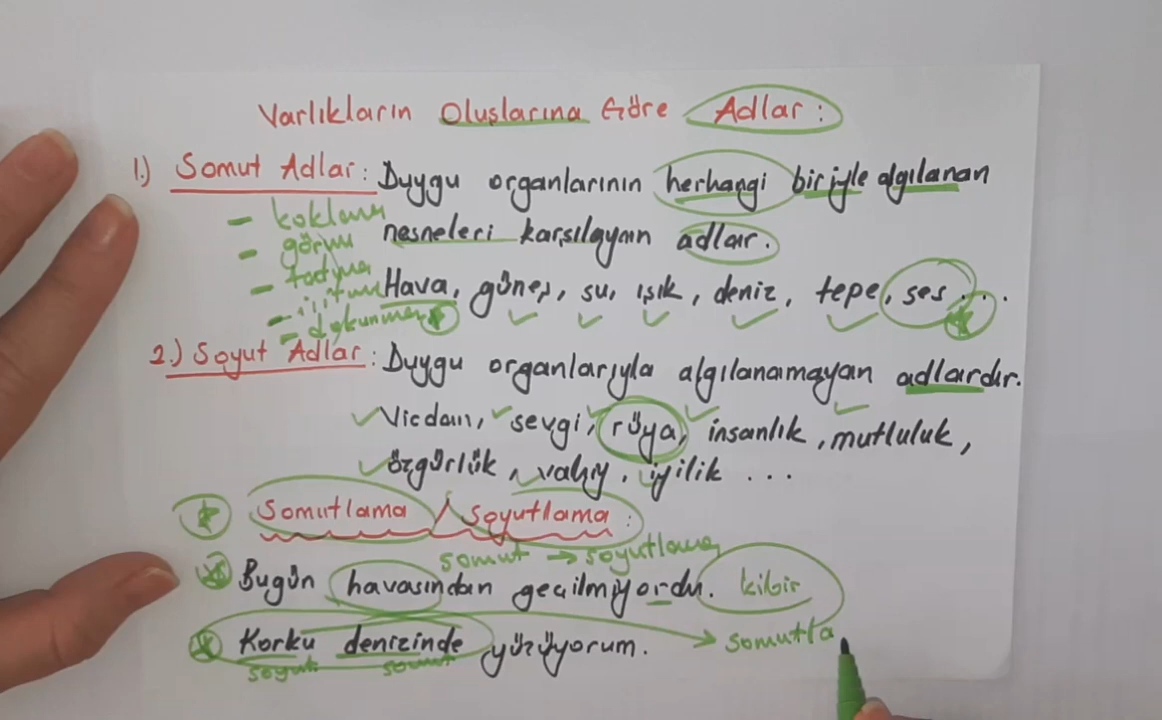 Varlıkların Oluşlarına Göre Adlar:
1.) Somut Adlar: Duygu organlarının herhangi biriyle algılanan
- koklama
nesneleri karşılayan adlar.
- görme
- tatma
Hava, güneş, su, ışık, deniz, tepe, ses...
- işitme
- dokunma
2.) Soyut Adlar: Duygu organlarıyla algılanamayan adlardır.
Vicdan, sevgi, rüya, insanlık, mutluluk,
özgürlük, vahiy, iyilik ...
Somutlama / Soyutlama:
somut → soyutlama
Bugün havasından geçilmiyordu. kibir
Korku denizinde yüzüyorum. → somutla
soyut somut